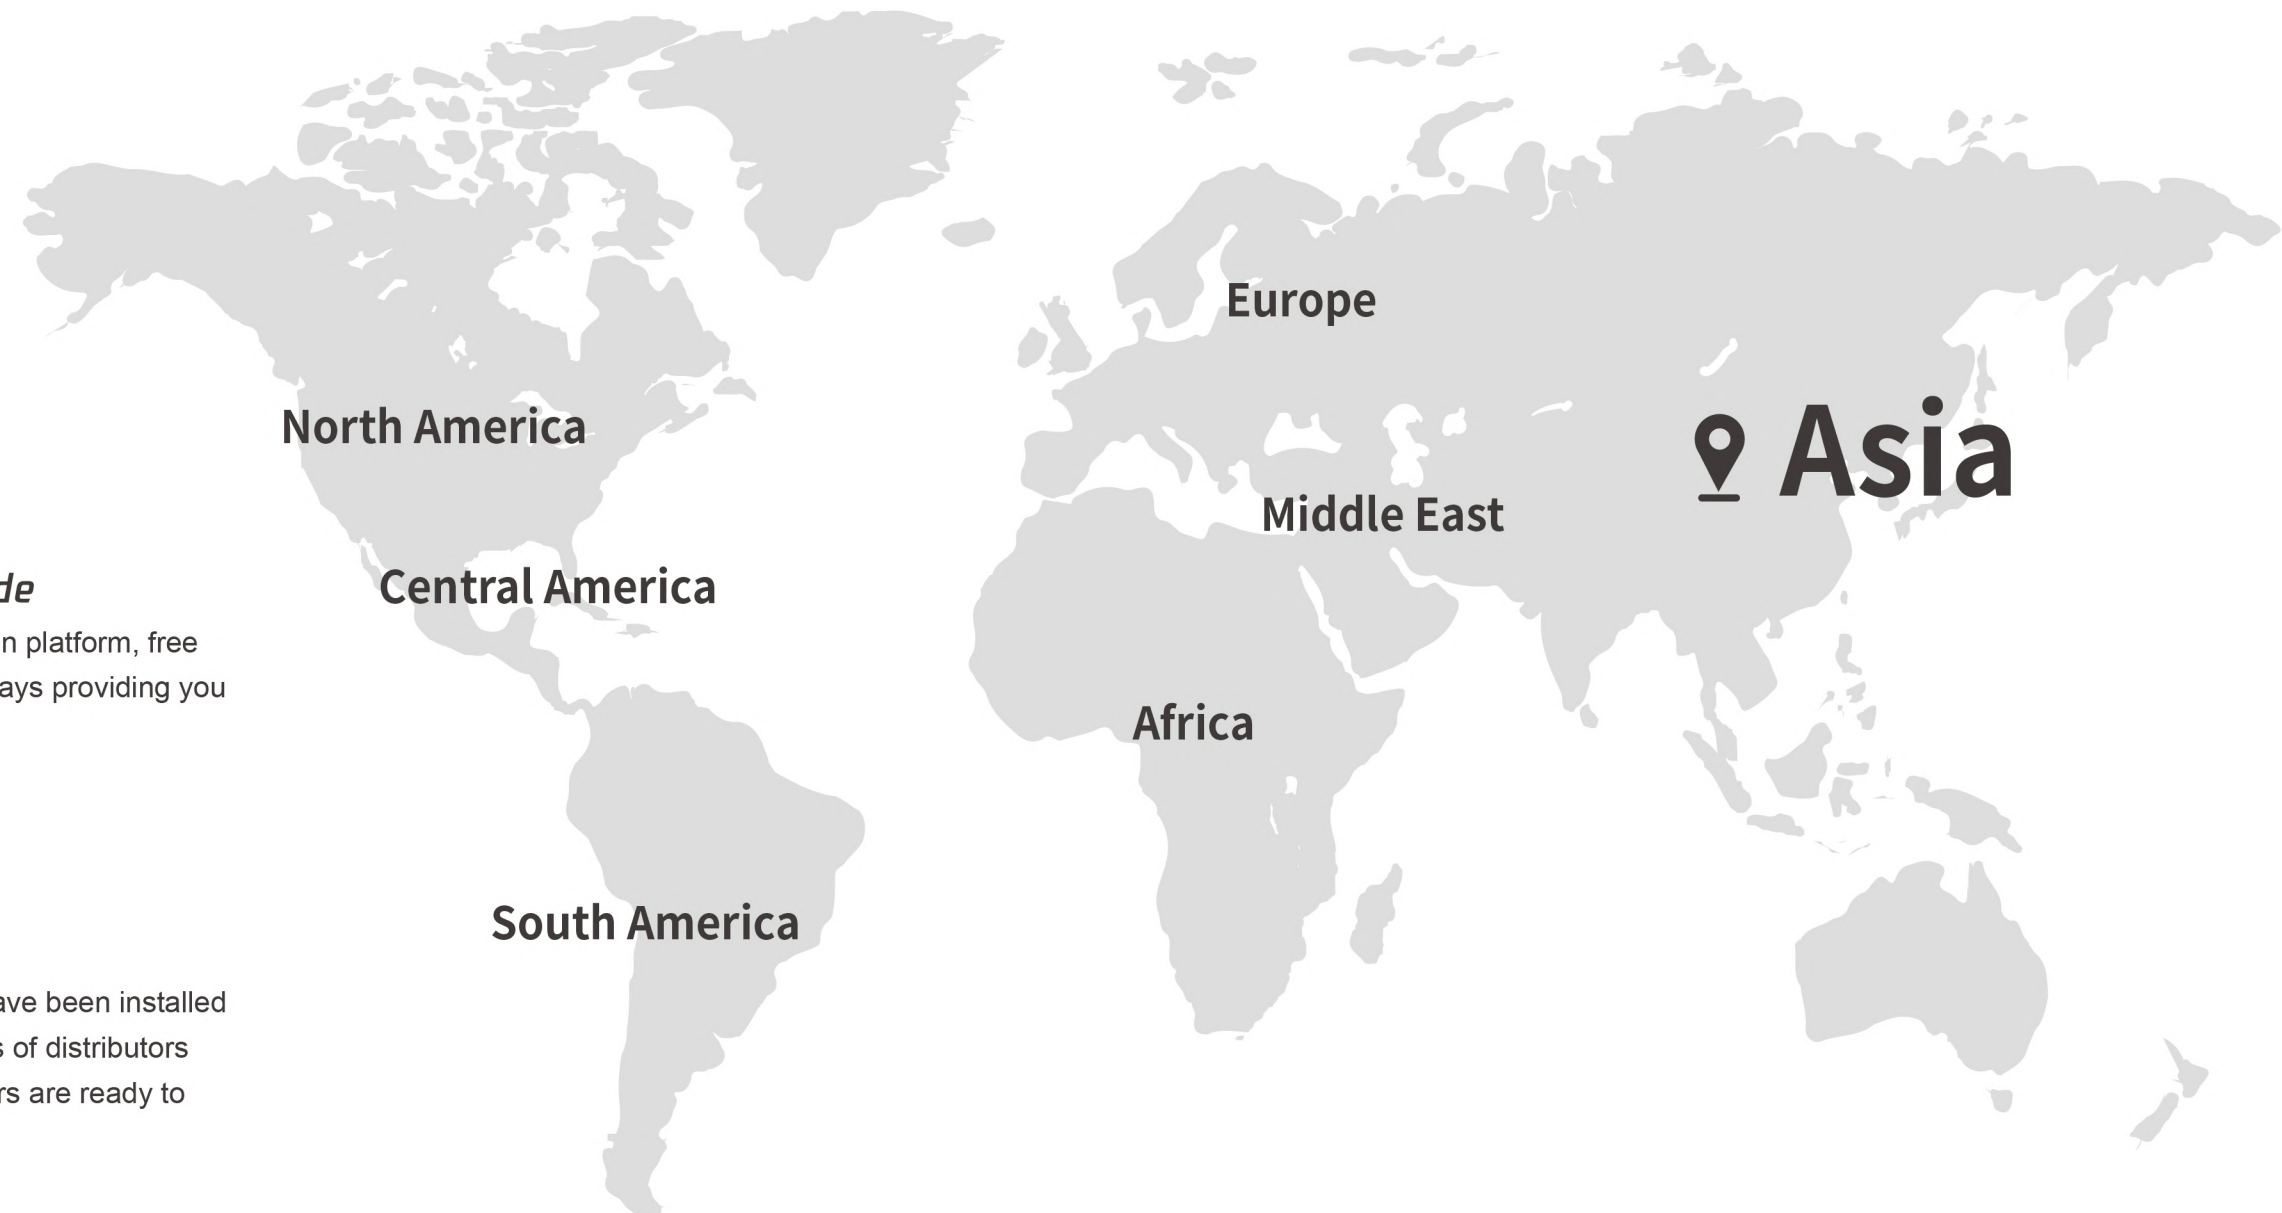 Europe
North America
Asia
Middle East
Central America
n platform, free
ays providing you
Africa
South America
ave been installed
s of distributors
rs are ready to